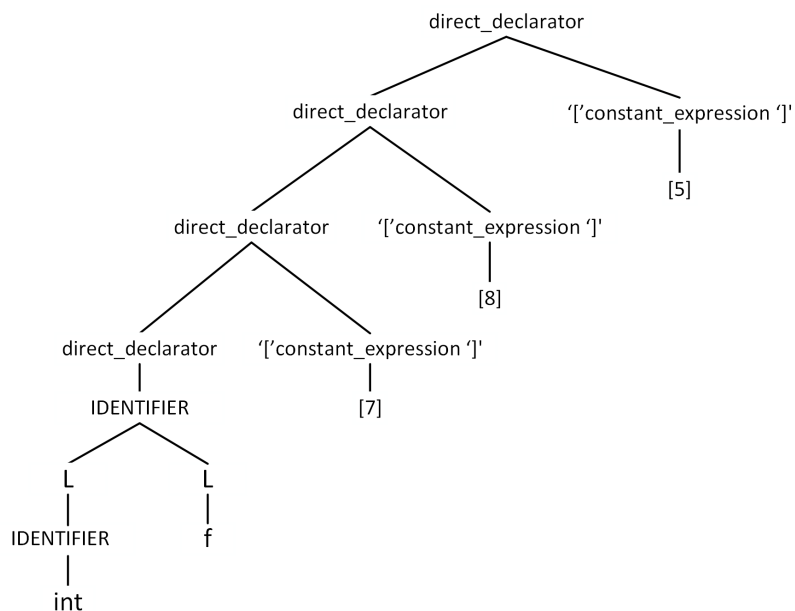 direct_declarator
direct_declarator ‘[’constant_expression ‘]'
[5]
direct_declarator ‘[’constant_expression ‘]'
[8]
direct_declarator ‘[’constant_expression ‘]'
IDENTIFIER [7]
L L
IDENTIFIER f
int